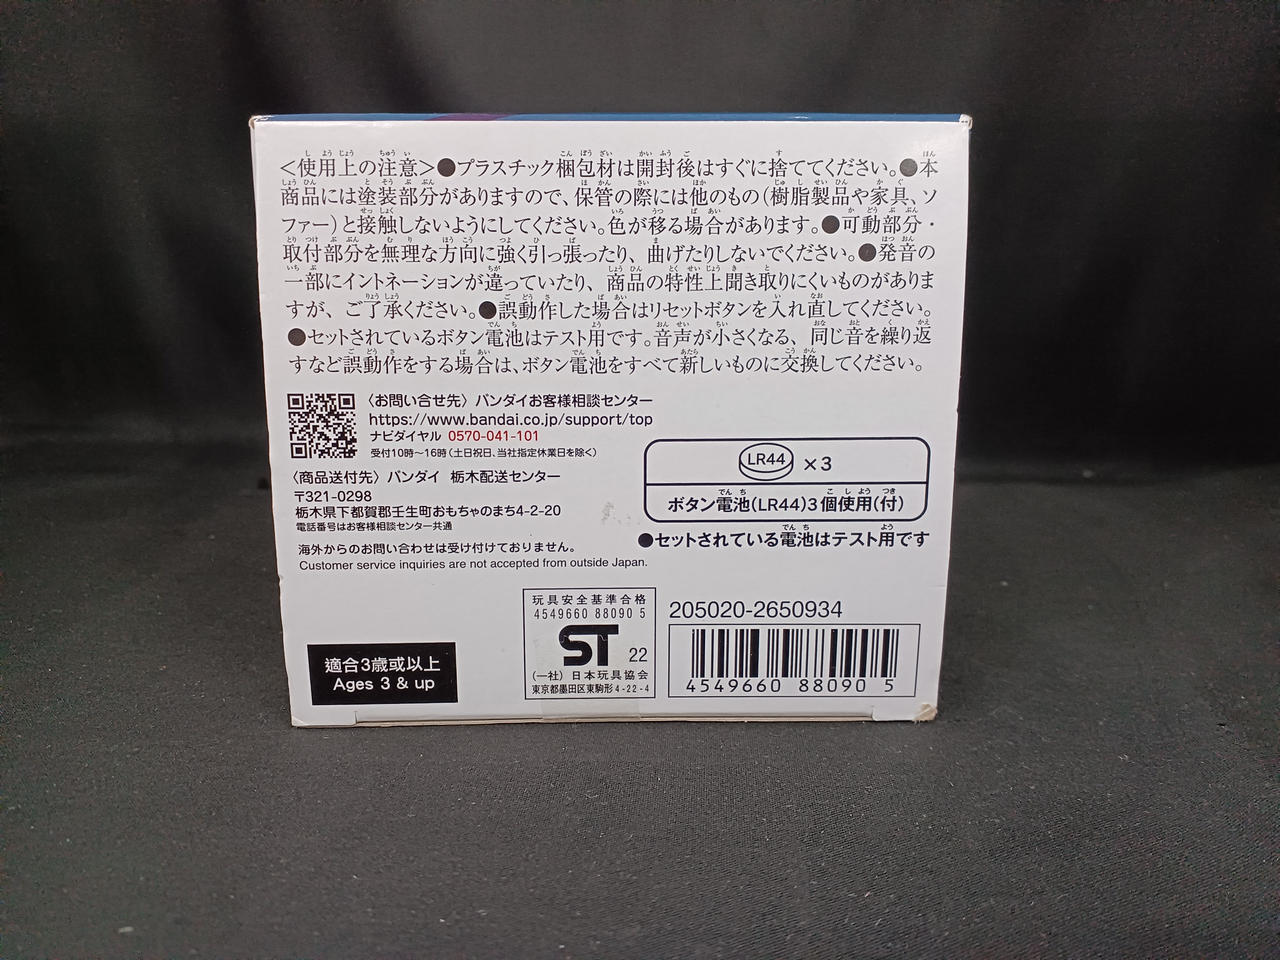 <使用上の注意>●プラスチック梱包材は開封後はすぐに捨ててください。●本
商品には塗装部分がありますので、保管の際には他のもの(樹脂製品や家具、ソ
ファー)と接触しないようにしてください。色が移る場合があります。●可動部分・
取付部分を無理な方向に強く引っ張ったり、曲げたりしないでください。●発音の
一部にイントネーションが違っていたり、商品の特性上聞き取りにくいものがありま
すが、ご了承ください。●誤動作した場合はリセットボタンを入れ直してください。
●セットされているボタン電池はテスト用です。音声が小さくなる、同じ音を繰り返
すなど誤動作をする場合は、ボタン電池をすべて新しいものに交換してください。
〈お問い合せ先〉バンダイお客様相談センター
https://www.bandai.co.jp/support/top
ナビダイヤル 0570-041-101
受付10時~16時(土日祝日、当社指定休業日を除く)
〈商品送付先〉バンダイ 栃木配送センター
〒321-0298
栃木県下都賀郡壬生町おもちゃのまち4-2-20
電話番号はお客様相談センター共通
海外からのお問い合わせは受け付けておりません。
Customer service inquiries are not accepted from outside Japan.
LR44 ×3
ボタン電池(LR44)3個使用(付)
●セットされている電池はテスト用です
適合3歳或以上
Ages 3 & up
玩具安全基準合格
4549660 88090 5
ST 22
(一社)日本玩具協会
東京都墨田区東駒形4-22-4
205020-2650934
4549660 880905